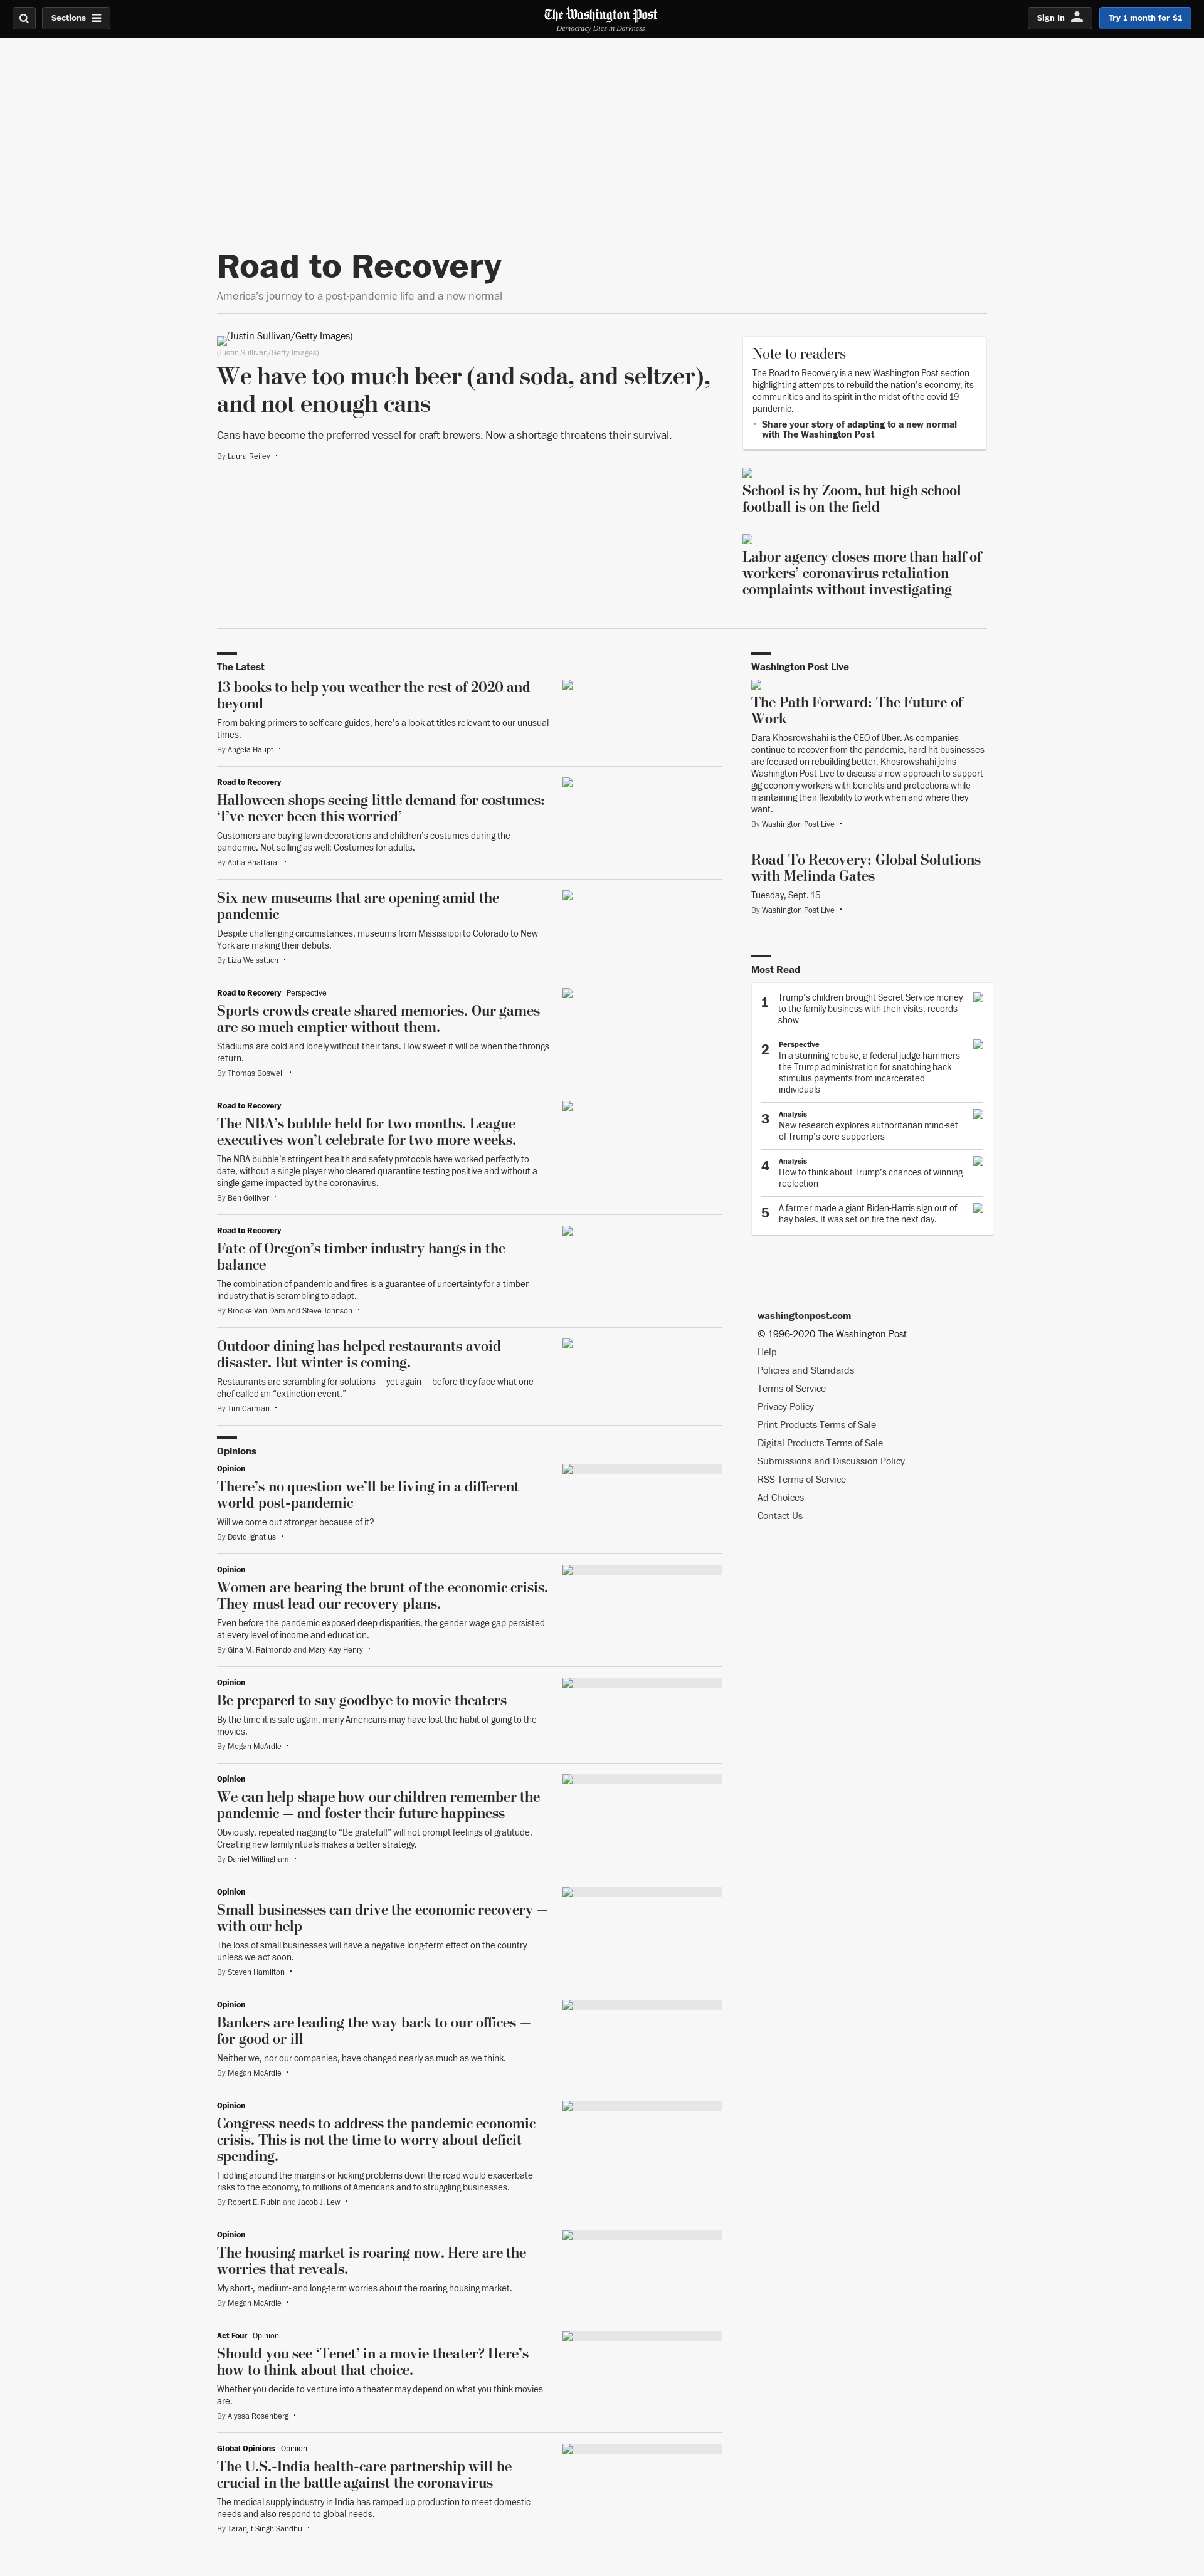 Sections
The Washington Post
Democracy Dies in Darkness
Sign In
Try 1 month for $1
Road to Recovery
America's journey to a post-pandemic life and a new normal
(Justin Sullivan/Getty Images)
(Justin Sullivan/Getty Images)
We have too much beer (and soda, and seltzer),
and not enough cans
Cans have become the preferred vessel for craft brewers. Now a shortage threatens their survival.
By Laura Reiley •
Note to readers
The Road to Recovery is a new Washington Post section
highlighting attempts to rebuild the nation's economy, its
communities and its spirit in the midst of the covid-19
pandemic.
• Share your story of adapting to a new normal
with The Washington Post
School is by Zoom, but high school
football is on the field
Labor agency closes more than half of
workers' coronavirus retaliation
complaints without investigating
The Latest
13 books to help you weather the rest of 2020 and
beyond
From baking primers to self-care guides, here's a look at titles relevant to our unusual
times.
By Angela Haupt •
Road to Recovery
Halloween shops seeing little demand for costumes:
‘I've never been this worried’
Customers are buying lawn decorations and children's costumes during the
pandemic. Not selling as well: Costumes for adults.
By Abha Bhattarai •
Six new museums that are opening amid the
pandemic
Despite challenging circumstances, museums from Mississippi to Colorado to New
York are making their debuts.
By Liza Weisstuch •
Road to Recovery Perspective
Sports crowds create shared memories. Our games
are so much emptier without them.
Stadiums are cold and lonely without their fans. How sweet it will be when the throngs
return.
By Thomas Boswell •
Road to Recovery
The NBA's bubble held for two months. League
executives won't celebrate for two more weeks.
The NBA bubble's stringent health and safety protocols have worked perfectly to
date, without a single player who cleared quarantine testing positive and without a
single game impacted by the coronavirus.
By Ben Golliver •
Road to Recovery
Fate of Oregon's timber industry hangs in the
balance
The combination of pandemic and fires is a guarantee of uncertainty for a timber
industry that is scrambling to adapt.
By Brooke Van Dam and Steve Johnson •
Outdoor dining has helped restaurants avoid
disaster. But winter is coming.
Restaurants are scrambling for solutions — yet again — before they face what one
chef called an “extinction event.”
By Tim Carman •
Opinions
Opinion
There's no question we'll be living in a different
world post-pandemic
Will we come out stronger because of it?
By David Ignatius •
Opinion
Women are bearing the brunt of the economic crisis.
They must lead our recovery plans.
Even before the pandemic exposed deep disparities, the gender wage gap persisted
at every level of income and education.
By Gina M. Raimondo and Mary Kay Henry •
Opinion
Be prepared to say goodbye to movie theaters
By the time it is safe again, many Americans may have lost the habit of going to the
movies.
By Megan McArdle •
Opinion
We can help shape how our children remember the
pandemic — and foster their future happiness
Obviously, repeated nagging to “Be grateful!” will not prompt feelings of gratitude.
Creating new family rituals makes a better strategy.
By Daniel Willingham •
Opinion
Small businesses can drive the economic recovery —
with our help
The loss of small businesses will have a negative long-term effect on the country
unless we act soon.
By Steven Hamilton •
Opinion
Bankers are leading the way back to our offices —
for good or ill
Neither we, nor our companies, have changed nearly as much as we think.
By Megan McArdle •
Opinion
Congress needs to address the pandemic economic
crisis. This is not the time to worry about deficit
spending.
Fiddling around the margins or kicking problems down the road would exacerbate
risks to the economy, to millions of Americans and to struggling businesses.
By Robert E. Rubin and Jacob J. Lew •
Opinion
The housing market is roaring now. Here are the
worries that reveals.
My short-, medium- and long-term worries about the roaring housing market.
By Megan McArdle •
Act Four Opinion
Should you see ‘Tenet’ in a movie theater? Here's
how to think about that choice.
Whether you decide to venture into a theater may depend on what you think movies
are.
By Alyssa Rosenberg •
Global Opinions Opinion
The U.S.-India health-care partnership will be
crucial in the battle against the coronavirus
The medical supply industry in India has ramped up production to meet domestic
needs and also respond to global needs.
By Taranjit Singh Sandhu •
Washington Post Live
The Path Forward: The Future of
Work
Dara Khosrowshahi is the CEO of Uber. As companies
continue to recover from the pandemic, hard-hit businesses
are focused on rebuilding better. Khosrowshahi joins
Washington Post Live to discuss a new approach to support
gig economy workers with benefits and protections while
maintaining their flexibility to work when and where they
want.
By Washington Post Live •
Road To Recovery: Global Solutions
with Melinda Gates
Tuesday, Sept. 15
By Washington Post Live •
Most Read
1 Trump's children brought Secret Service money
to the family business with their visits, records
show
2 Perspective
In a stunning rebuke, a federal judge hammers
the Trump administration for snatching back
stimulus payments from incarcerated
individuals
3 Analysis
New research explores authoritarian mind-set
of Trump's core supporters
4 Analysis
How to think about Trump's chances of winning
reelection
5 A farmer made a giant Biden-Harris sign out of
hay bales. It was set on fire the next day.
washingtonpost.com
© 1996-2020 The Washington Post
Help
Policies and Standards
Terms of Service
Privacy Policy
Print Products Terms of Sale
Digital Products Terms of Sale
Submissions and Discussion Policy
RSS Terms of Service
Ad Choices
Contact Us